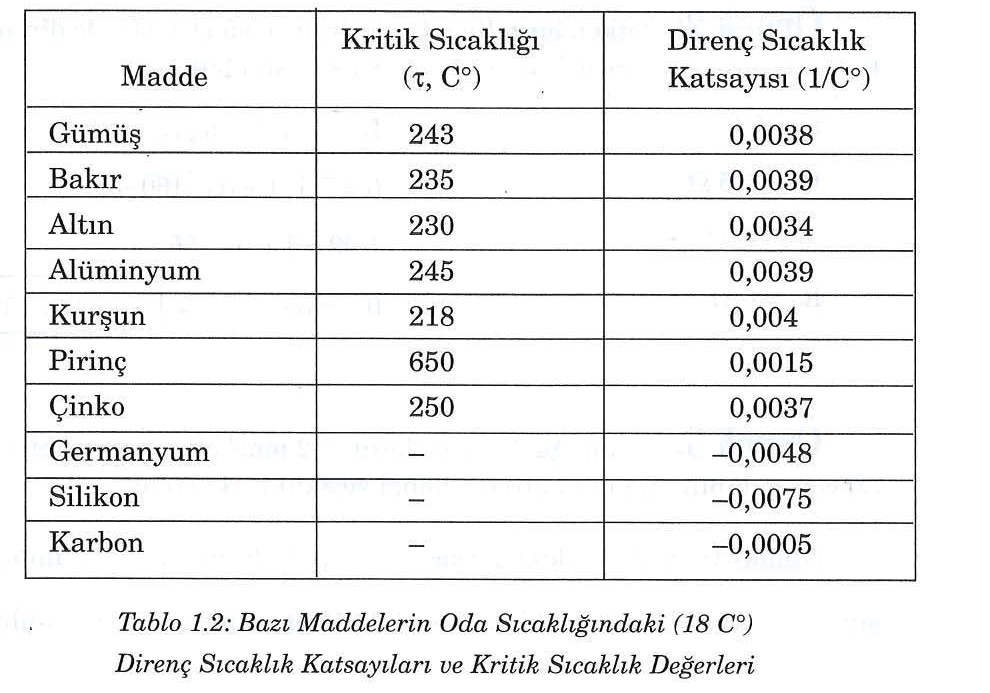 Madde Kritik Sıcaklığı (τ, C°) Direnç Sıcaklık Katsayısı (1/C°)
Gümüş 243 0,0038
Bakır 235 0,0039
Altın 230 0,0034
Alüminyum 245 0,0039
Kurşun 218 0,004
Pirinç 650 0,0015
Çinko 250 0,0037
Germanyum – –0,0048
Silikon – –0,0075
Karbon – –0,0005
Tablo 1.2: Bazı Maddelerin Oda Sıcaklığındaki (18 C°)
Direnç Sıcaklık Katsayıları ve Kritik Sıcaklık Değerleri